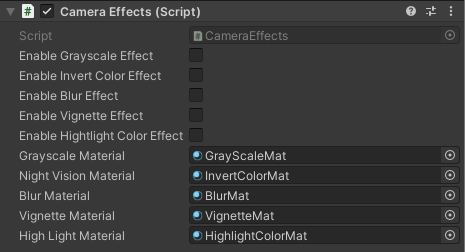 Camera Effects (Script)
Script CameraEffects
Enable Grayscale Effect
Enable Invert Color Effect
Enable Blur Effect
Enable Vignette Effect
Enable Hightlight Color Effect
Grayscale Material GrayScaleMat
Night Vision Material InvertColorMat
Blur Material BlurMat
Vignette Material VignetteMat
High Light Material HighlightColorMat